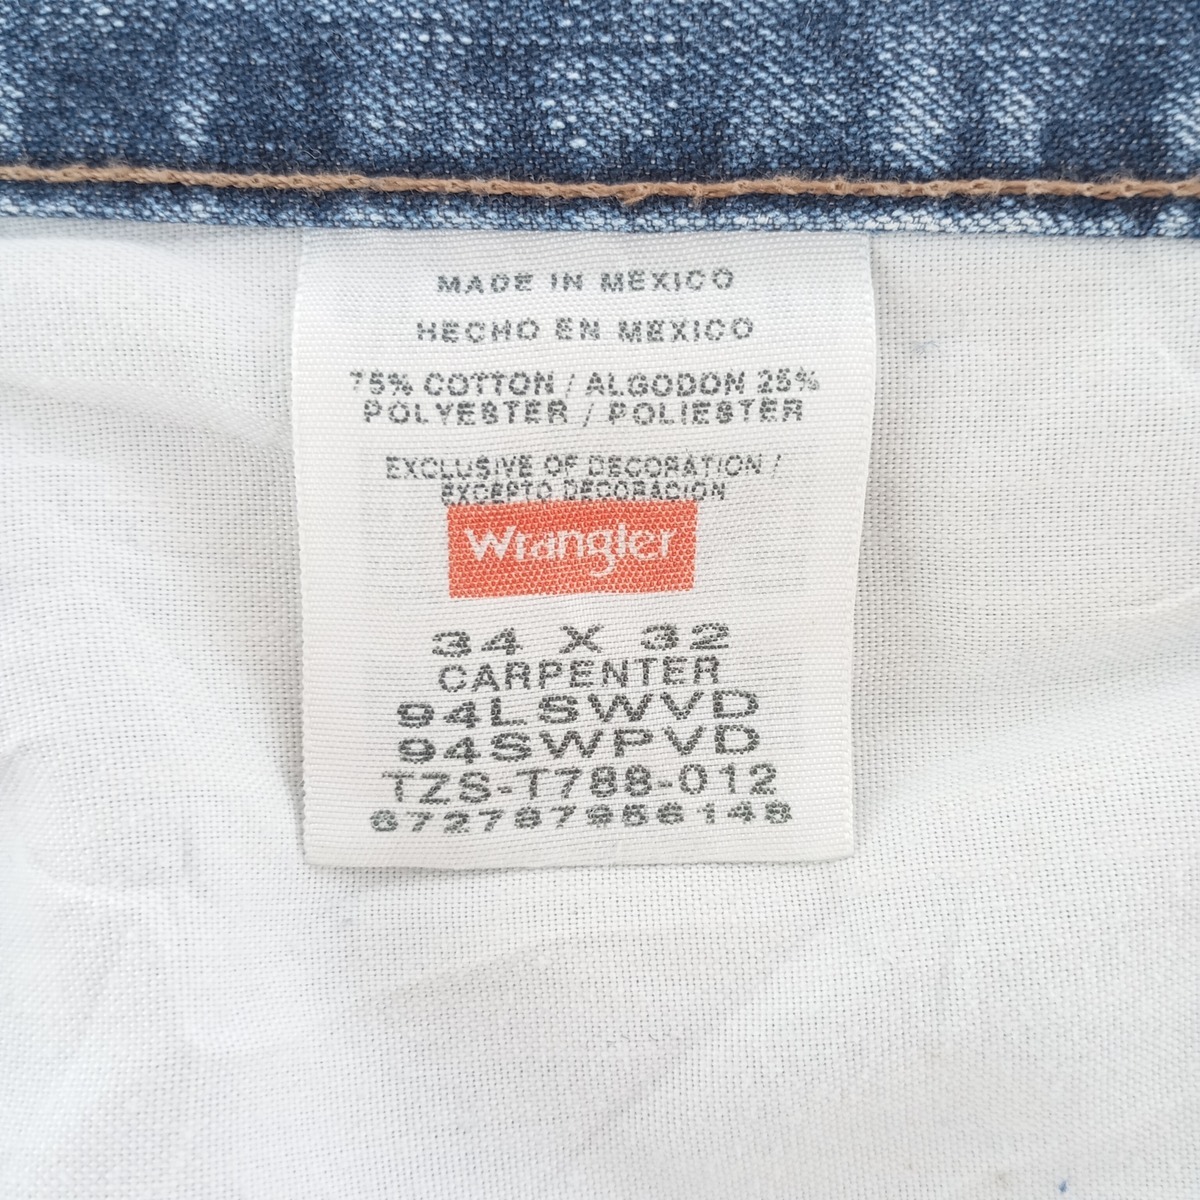 MADE IN MEXICO
HECHO EN MEXICO
75% COTTON / ALGODON 25%
POLYESTER / POLIESTER
EXCLUSIVE OF DECORATION /
EXCEPTO DECORACION
Wrangler
34 X 32
CARPENTER
94LSWVD
94SWPVD
TZS-T788-012